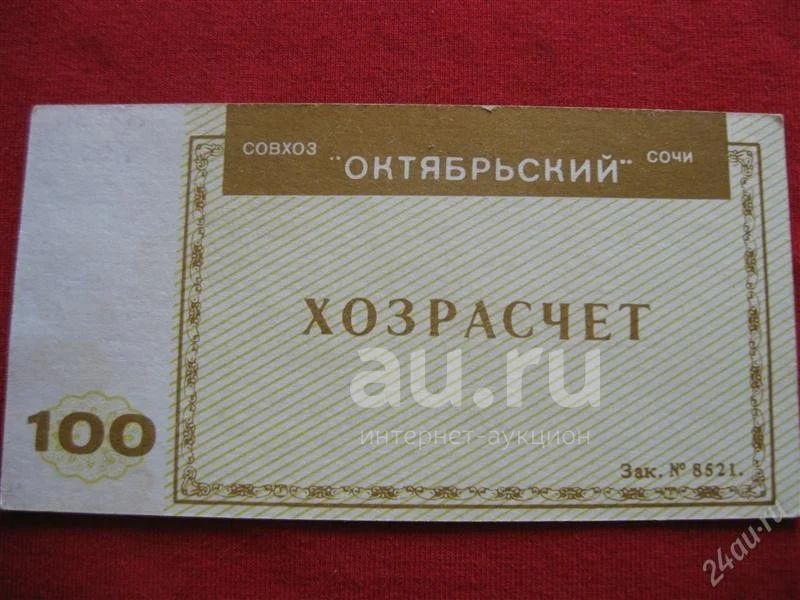 СОВХОЗ "ОКТЯБРЬСКИЙ" СОЧИ
ХОЗРАСЧЕТ
au.ru
интернет-аукцион
100
Зак. № 8521.
24au.ru